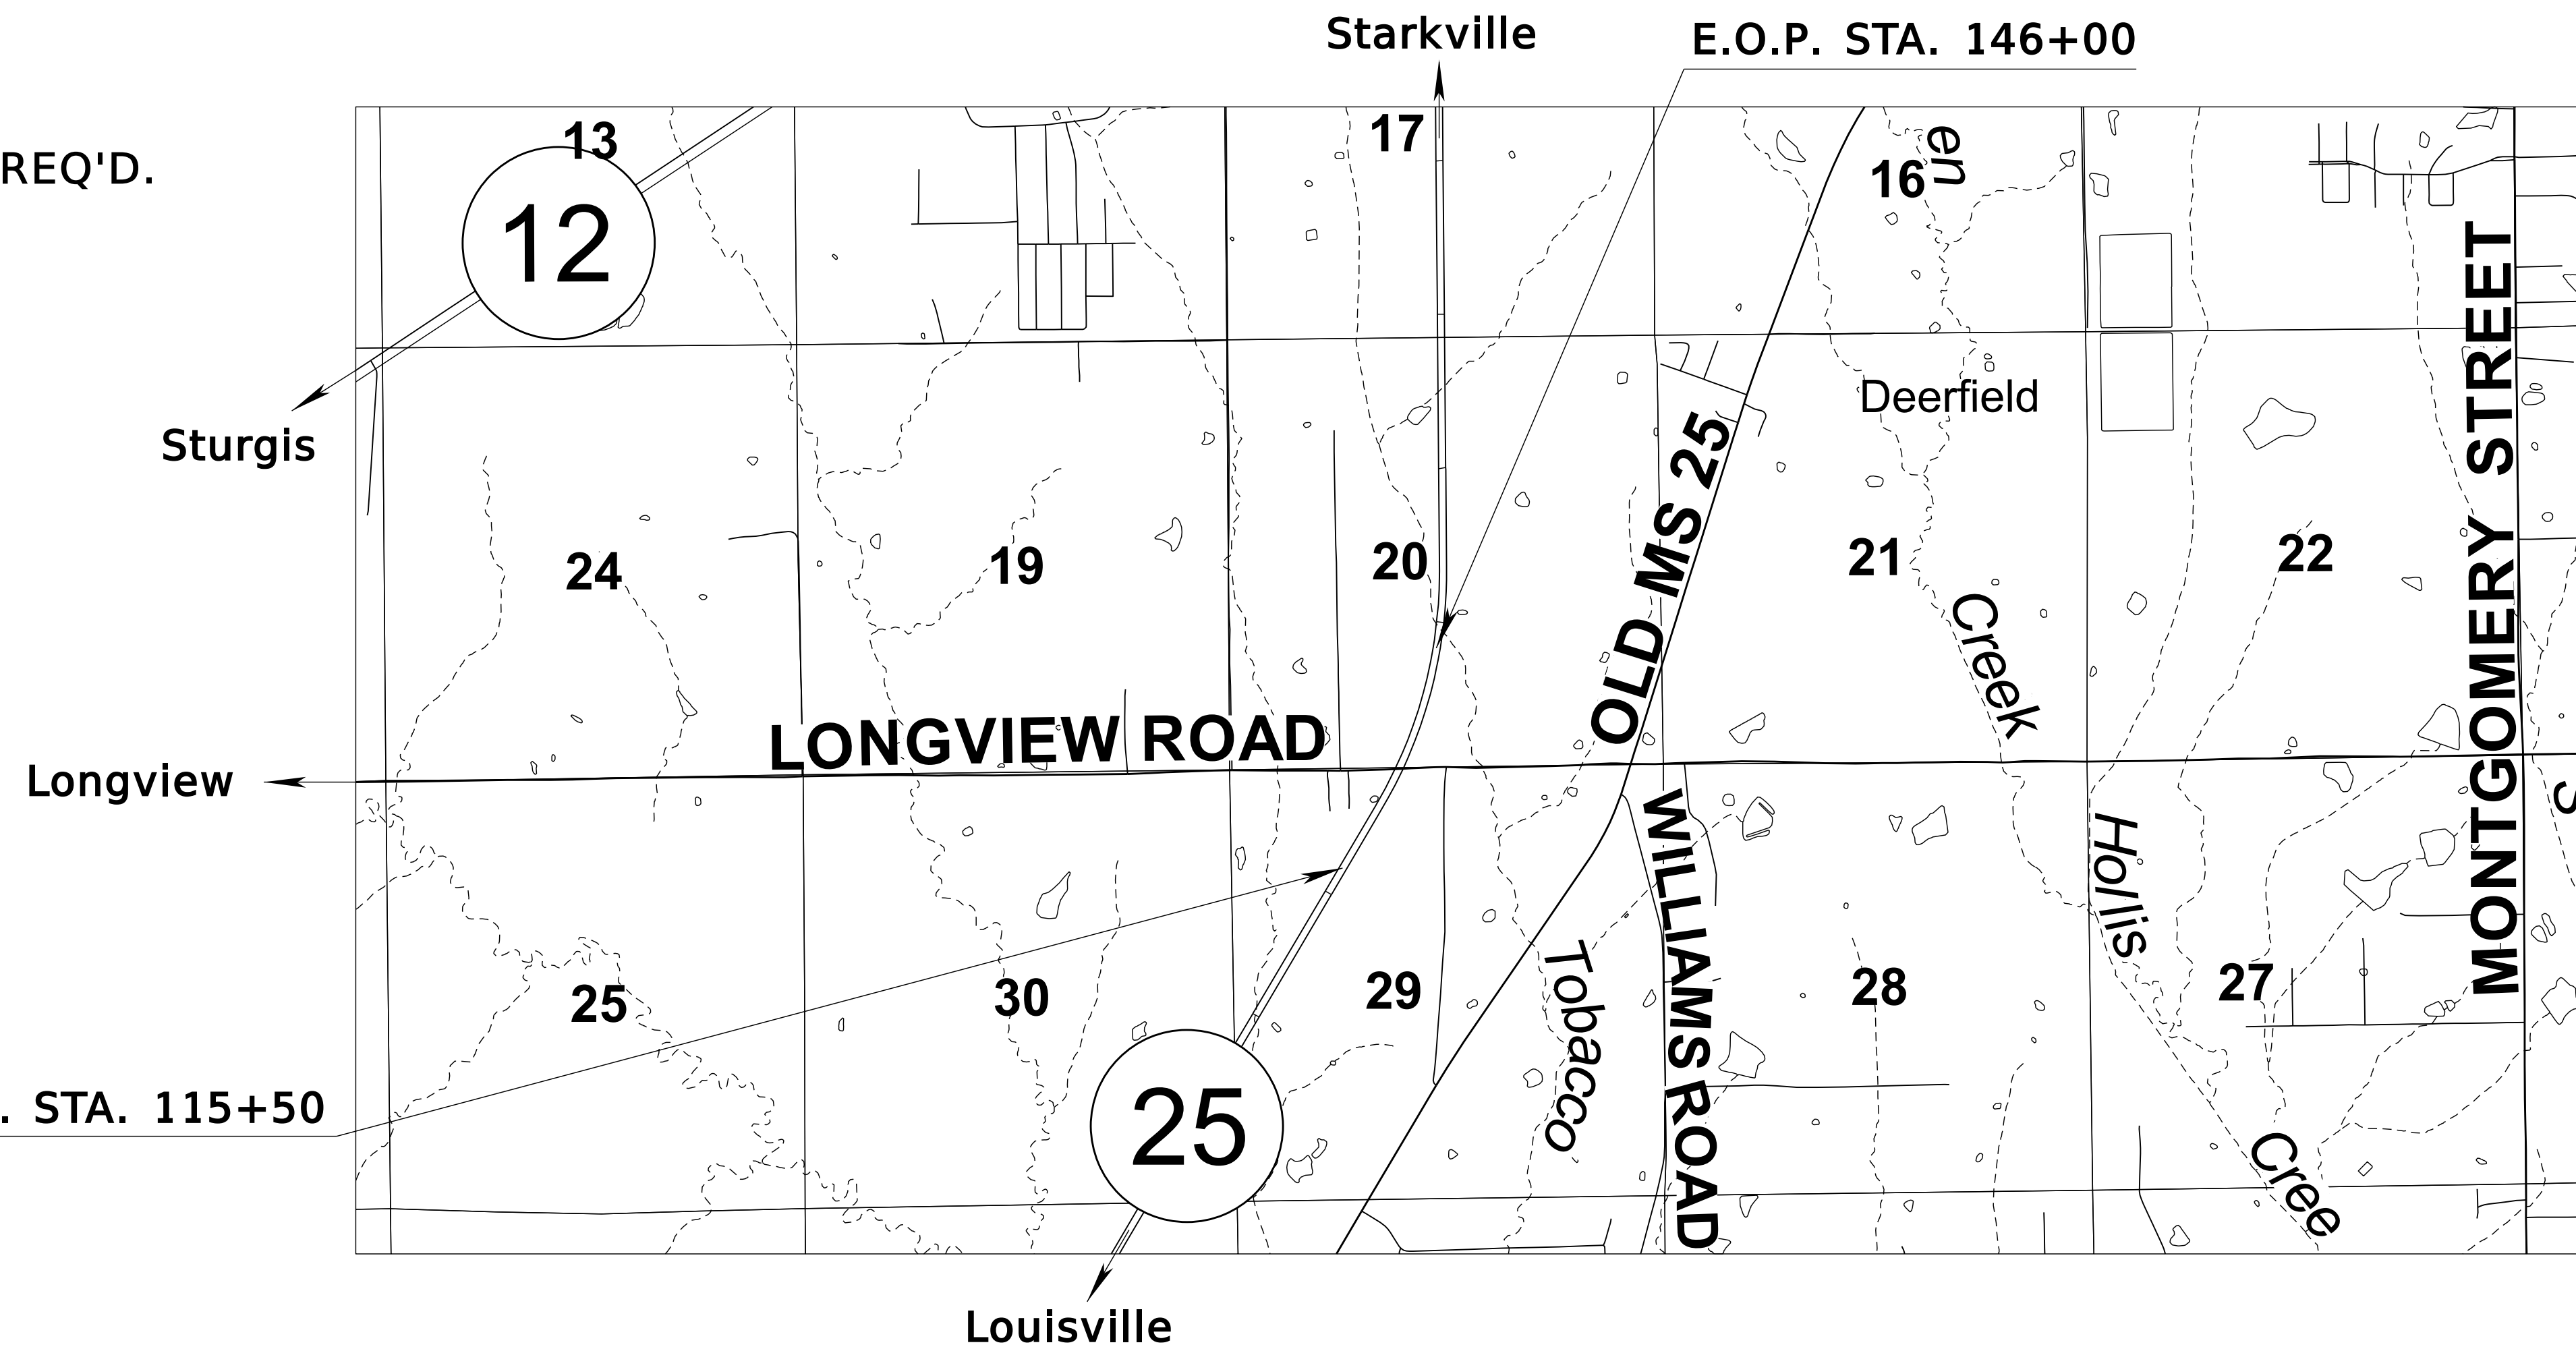 Starkville
E.O.P. STA. 146+00
REQ'D.
13
17
16
en
12
Sturgis
Deerfield
24
19
20
OLD MS 25
21
22
MONTGOMERY STREET
Creek
LONGVIEW ROAD
Longview
S
WILLIAMS ROAD
Hollis
25
30
29
Tobacco
28
27
. STA. 115+50
25
Cree
Louisville